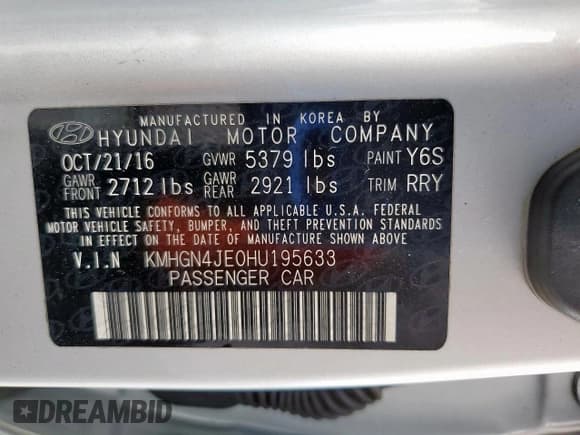 MANUFACTURED IN KOREA BY
HYUNDAI MOTOR COMPANY
OCT/21/16 GVWR 5379 lbs PAINT Y6S
GAWR FRONT 2712 lbs GAWR REAR 2921 lbs TRIM RRY
THIS VEHICLE CONFORMS TO ALL APPLICABLE U.S.A. FEDERAL
MOTOR VEHICLE SAFETY, BUMPER, AND THEFT PREVENTION STANDARDS
IN EFFECT ON THE DATE OF MANUFACTURE SHOWN ABOVE.
V.I.N KMHGN4JE0HU195633
PASSENGER CAR
DREAMBID